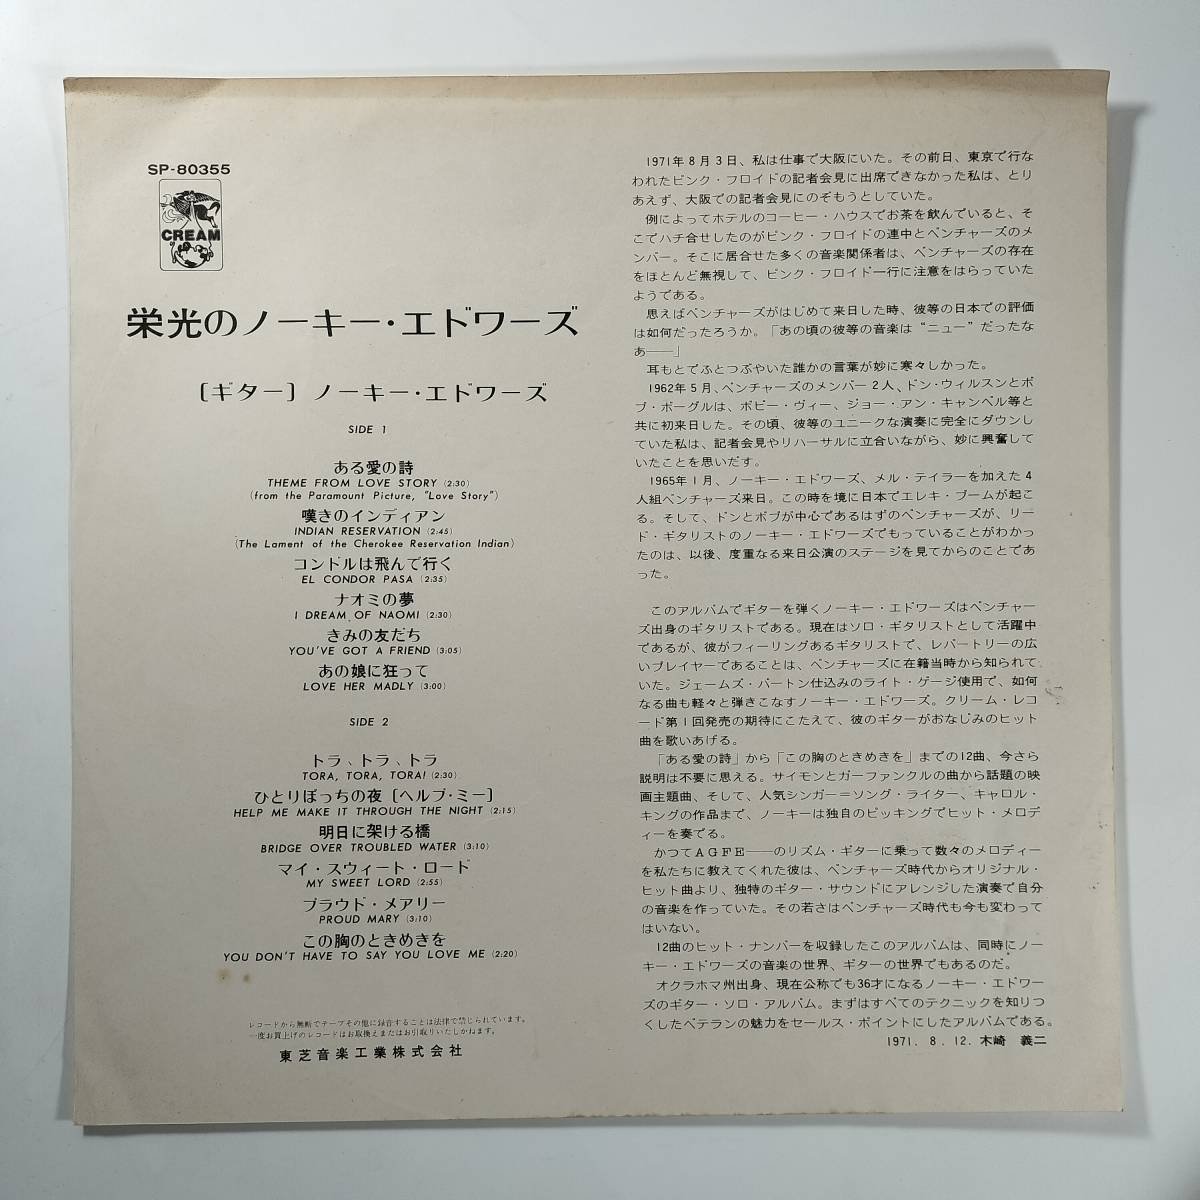 SP-80355
CREAM
栄光のノーキー・エドワーズ
〔ギター〕ノーキー・エドワーズ
SIDE 1
ある愛の詩
THEME FROM LOVE STORY (2:30)
(from the Paramount Picture, "Love Story")
嘆きのインディアン
INDIAN RESERVATION (2:45)
(The Lament of the Cherokee Reservation Indian)
コンドルは飛んで行く
EL CONDOR PASA (2:35)
ナオミの夢
I DREAM OF NAOMI (2:30)
きみの友だち
YOU'VE GOT A FRIEND (3:05)
あの娘に狂って
LOVE HER MADLY (3:00)
SIDE 2
トラ、トラ、トラ
TORA, TORA, TORA! (2:30)
ひとりぼっちの夜〔ヘルプ・ミー〕
HELP ME MAKE IT THROUGH THE NIGHT (2:15)
明日に架ける橋
BRIDGE OVER TROUBLED WATER (3:10)
マイ・スウィート・ロード
MY SWEET LORD (2:55)
プラウド・メアリー
PROUD MARY (3:10)
この胸のときめきを
YOU DON'T HAVE TO SAY YOU LOVE ME (2:20)
レコードから無断でテープその他に録音することは法律で禁じられています。
一度お買上げのレコードはお取換えまたはお引取りいたしかねます。
東芝音楽工業株式会社
1971年8月3日、私は仕事で大阪にいた。その前日、東京で行な
われたピンク・フロイドの記者会見に出席できなかった私は、とり
あえず、大阪での記者会見にのぞもうとしていた。
例によってホテルのコーヒー・ハウスでお茶を飲んでいると、そ
こでハチ合せしたのがピンク・フロイドの連中とベンチャーズのメ
ンバー。そこに居合せた多くの音楽関係者は、ベンチャーズの存在
をほとんど無視して、ピンク・フロイド一行に注意をはらっていた
ようである。
思えばベンチャーズがはじめて来日した時、彼等の日本での評価
は如何だったろうか。「あの頃の彼等の音楽は“ニュー”だったな
あ――」
耳もとでふとつぶやいた誰かの言葉が妙に寒々しかった。
1962年5月、ベンチャーズのメンバー2人、ドン・ウィルスンとボ
ブ・ボーグルは、ボビー・ヴィー、ジョー・アン・キャンベル等と
共に初来日した。その頃、彼等のユニークな演奏に完全にダウンし
ていた私は、記者会見やリハーサルに立合いながら、妙に興奮して
いたことを思いだす。
1965年1月、ノーキー・エドワーズ、メル・テイラーを加えた4
人組ベンチャーズ来日。この時を境に日本でエレキ・ブームが起こ
る。そして、ドンとボブが中心であるはずのベンチャーズが、リー
ド・ギタリストのノーキー・エドワーズでもっていることがわかっ
たのは、以後、度重なる来日公演のステージを見てからのことであ
った。
このアルバムでギターを弾くノーキー・エドワーズはベンチャー
ズ出身のギタリストである。現在はソロ・ギタリストとして活躍中
であるが、彼がフィーリングあるギタリストで、レパートリーの広
いプレイヤーであることは、ベンチャーズに在籍当時から知られて
いた。ジェームズ・バートン仕込みのライト・ゲージ使用で、如何
なる曲も軽々と弾きこなすノーキー・エドワーズ。クリーム・レコ
ード第1回発売の期待にこたえて、彼のギターがおなじみのヒット
曲を歌いあげる。
「ある愛の詩」から「この胸のときめきを」までの12曲、今さら
説明は不要に思える。サイモンとガーファンクルの曲から話題の映
画主題曲、そして、人気シンガー＝ソング・ライター、キャロル・
キングの作品まで、ノーキーは独自のピッキングでヒット・メロデ
ィーを奏でる。
かつてＡＧＦＥ――のリズム・ギターに乗って数々のメロディー
を私たちに教えてくれた彼は、ベンチャーズ時代からオリジナル・
ヒット曲より、独特のギター・サウンドにアレンジした演奏で自分
の音楽を作っていた。その若さはベンチャーズ時代も今も変わって
はいない。
12曲のヒット・ナンバーを収録したこのアルバムは、同時にノー
キー・エドワーズの音楽の世界、ギターの世界でもあるのだ。
オクラホマ州出身、現在公称でも36才になるノーキー・エドワー
ズのギター・ソロ・アルバム。まずはすべてのテクニックを知りつ
くしたベテランの魅力をセールス・ポイントにしたアルバムである。
1971. 8. 12. 木崎 義二